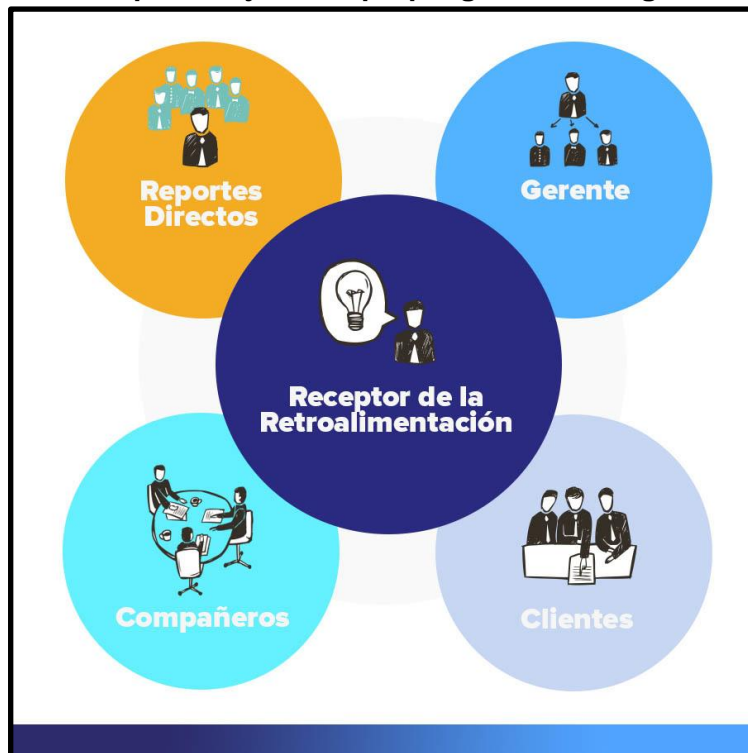 Reportes
Directos
Gerente
Receptor de la
Retroalimentación
Compañeros
Clientes